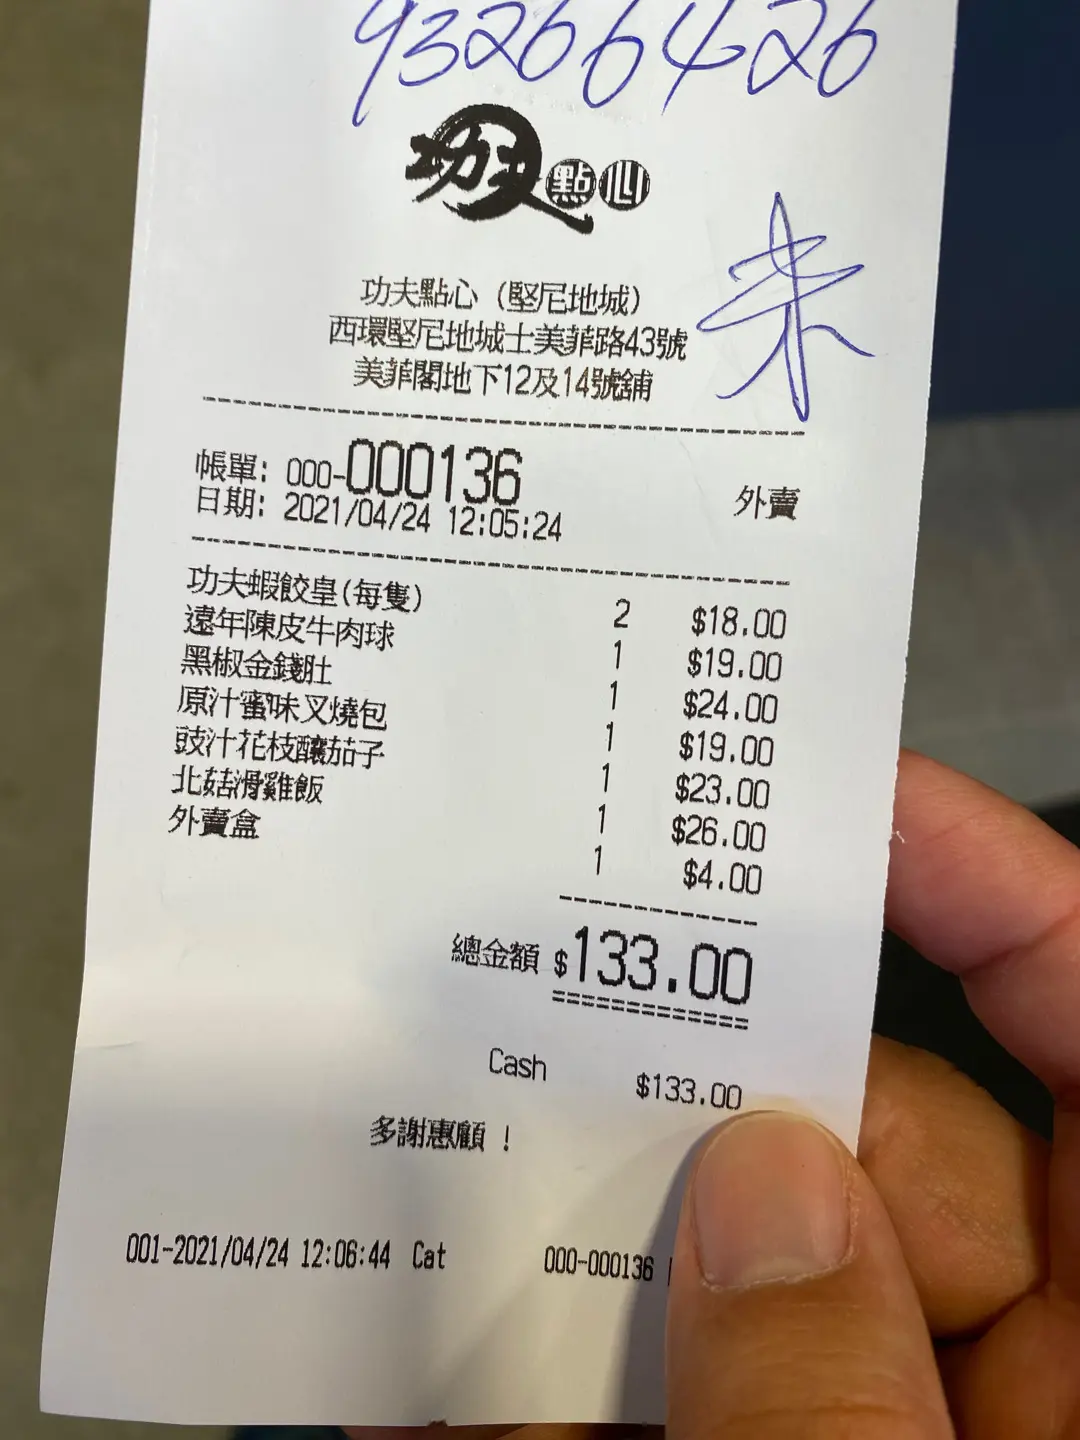 93266426
功夫點心
朱
功夫點心（堅尼地城）
西環堅尼地城士美菲路43號
美菲閣地下12及14號舖
帳單: 000-000136 外賣
日期: 2021/04/24 12:05:24
功夫蝦餃皇(每隻) 2 $18.00
遠年陳皮牛肉球 1 $19.00
黑椒金錢肚 1 $24.00
原汁蜜味叉燒包 1 $19.00
豉汁花枝釀茄子 1 $23.00
北菇滑雞飯 1 $26.00
外賣盒 1 $4.00
總金額 $133.00
Cash $133.00
多謝惠顧 !
001-2021/04/24 12:06:44 Cat 000-000136